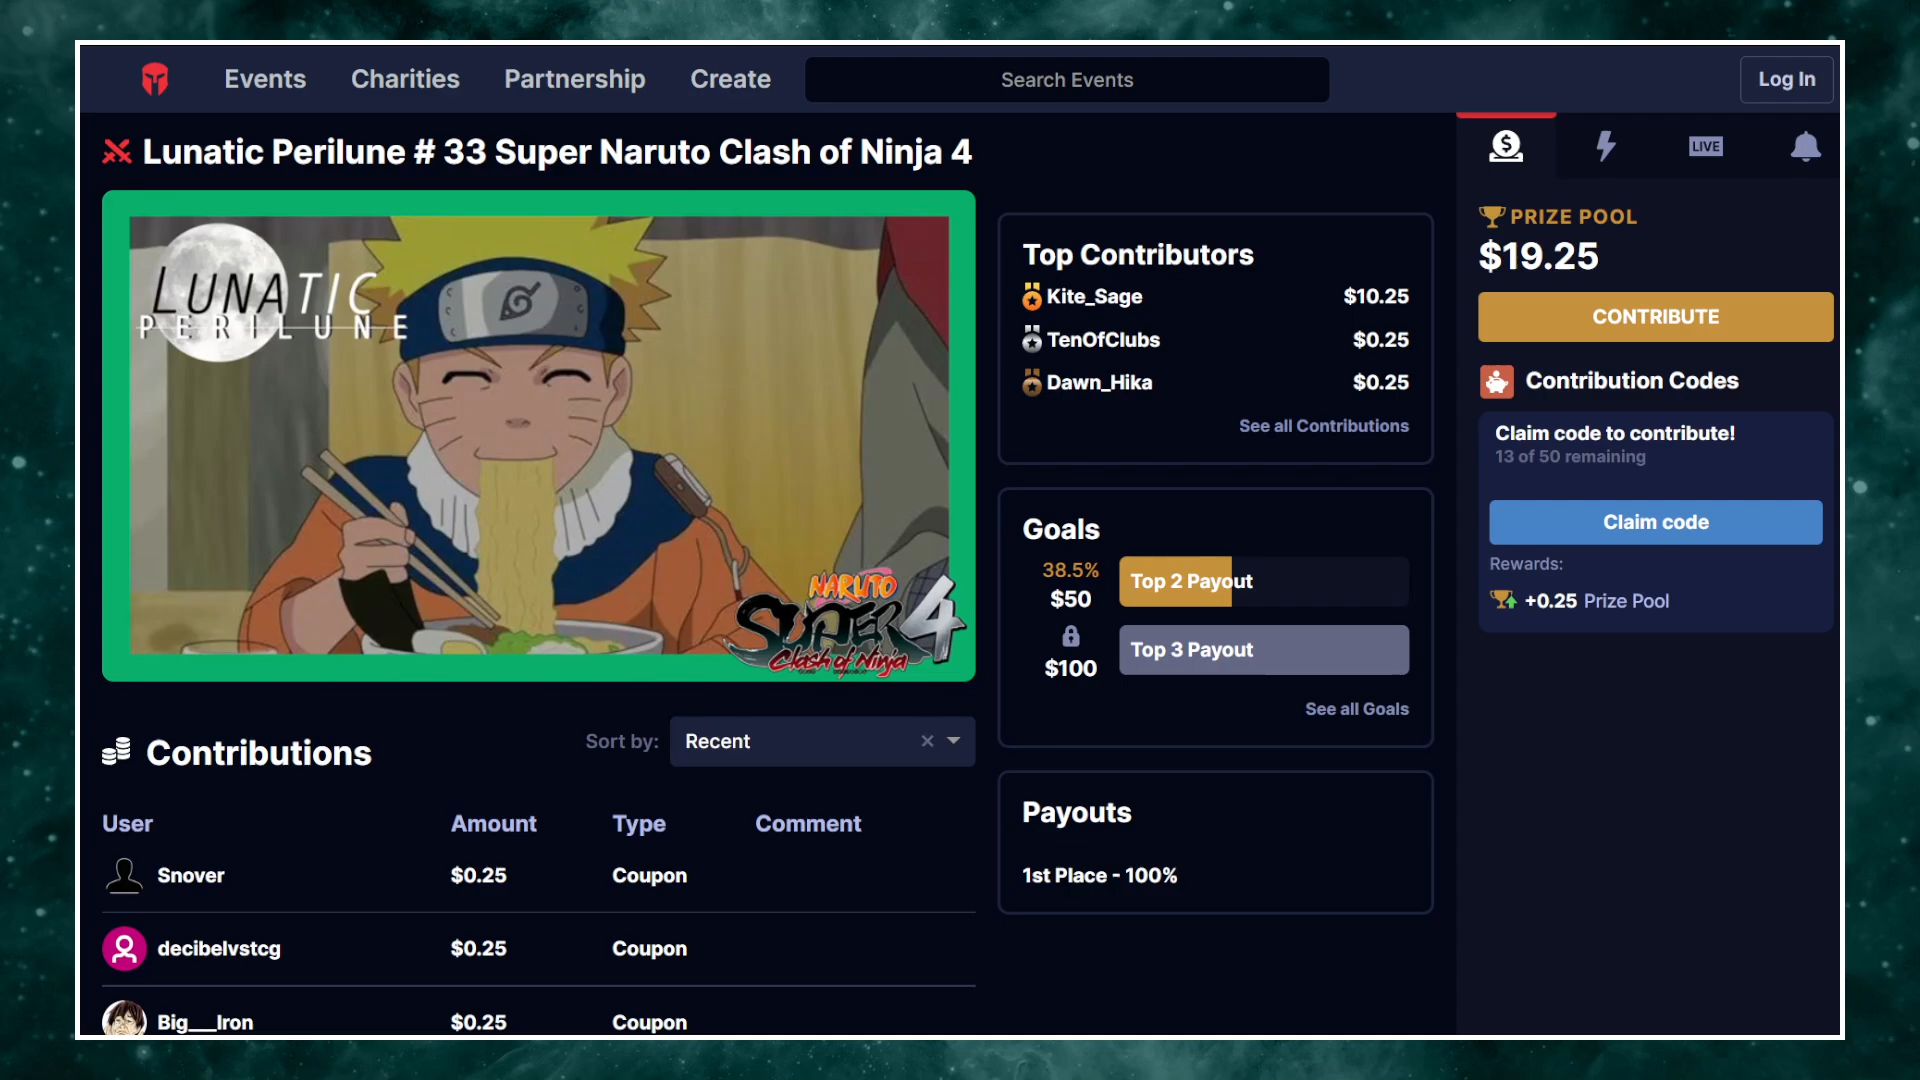 Events Charities Partnership Create Search Events Log In
Lunatic Perilune # 33 Super Naruto Clash of Ninja 4
LIVE
LUNATIC
PERILUNE
NARUTO
SUPER 4
Clash of Ninja
Top Contributors
Kite_Sage $10.25
TenOfClubs $0.25
Dawn_Hika $0.25
See all Contributions
Goals
38.5%
$50 Top 2 Payout
$100 Top 3 Payout
See all Goals
Payouts
1st Place - 100%
PRIZE POOL
$19.25
CONTRIBUTE
Contribution Codes
Claim code to contribute!
13 of 50 remaining
Claim code
Rewards:
+0.25 Prize Pool
Contributions
Sort by: Recent
User Amount Type Comment
Snover $0.25 Coupon
decibelvstcg $0.25 Coupon
Big___Iron $0.25 Coupon